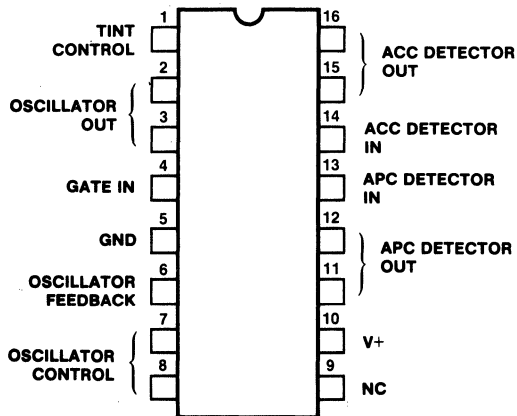 1
TINT
CONTROL
2
OSCILLATOR
OUT
3
4
GATE IN
5
GND
6
OSCILLATOR
FEEDBACK
7
OSCILLATOR
CONTROL
8
16
ACC DETECTOR
OUT
15
14
ACC DETECTOR
IN
13
APC DETECTOR
IN
12
APC DETECTOR
OUT
11
10
V+
9
NC